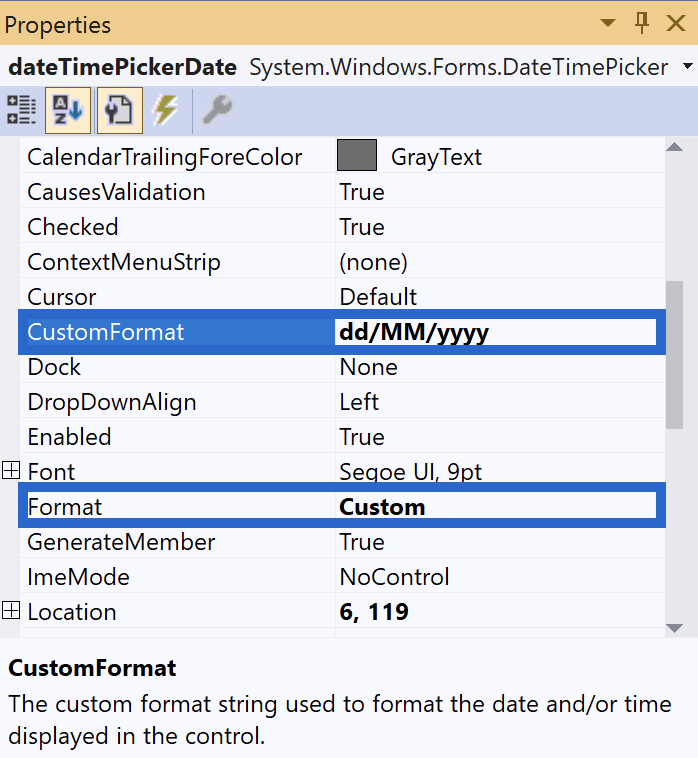 Properties
dateTimePickerDate System.Windows.Forms.DateTimePicker
CalendarTrailingForeColor GrayText
CausesValidation True
Checked True
ContextMenuStrip (none)
Cursor Default
CustomFormat dd/MM/yyyy
Dock None
DropDownAlign Left
Enabled True
Font Segoe UI, 9pt
Format Custom
GenerateMember True
ImeMode NoControl
Location 6, 119
CustomFormat
The custom format string used to format the date and/or time
displayed in the control.